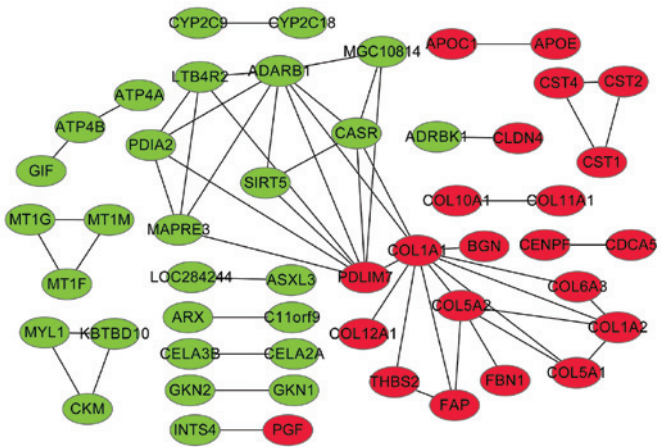 CYP2C9
CYP2C18
MGC10814
APOC1
APOE
LTB4R2
ADARB1
CST4
CST2
ATP4A
ATP4B
PDIA2
CASR
ADRBK1
CLDN4
CST1
GIF
SIRT5
COL10A1
COL11A1
MT1G
MT1M
MAPRE3
COL1A1
BGN
CENPF
CDCA5
MT1F
LOC284244
ASXL3
PDLIM7
COL6A3
COL5A2
ARX
C11orf9
COL12A1
COL1A2
MYL1
KBTBD10
CELA3B
CELA2A
COL5A1
THBS2
FBN1
CKM
GKN2
GKN1
FAP
INTS4
PGF